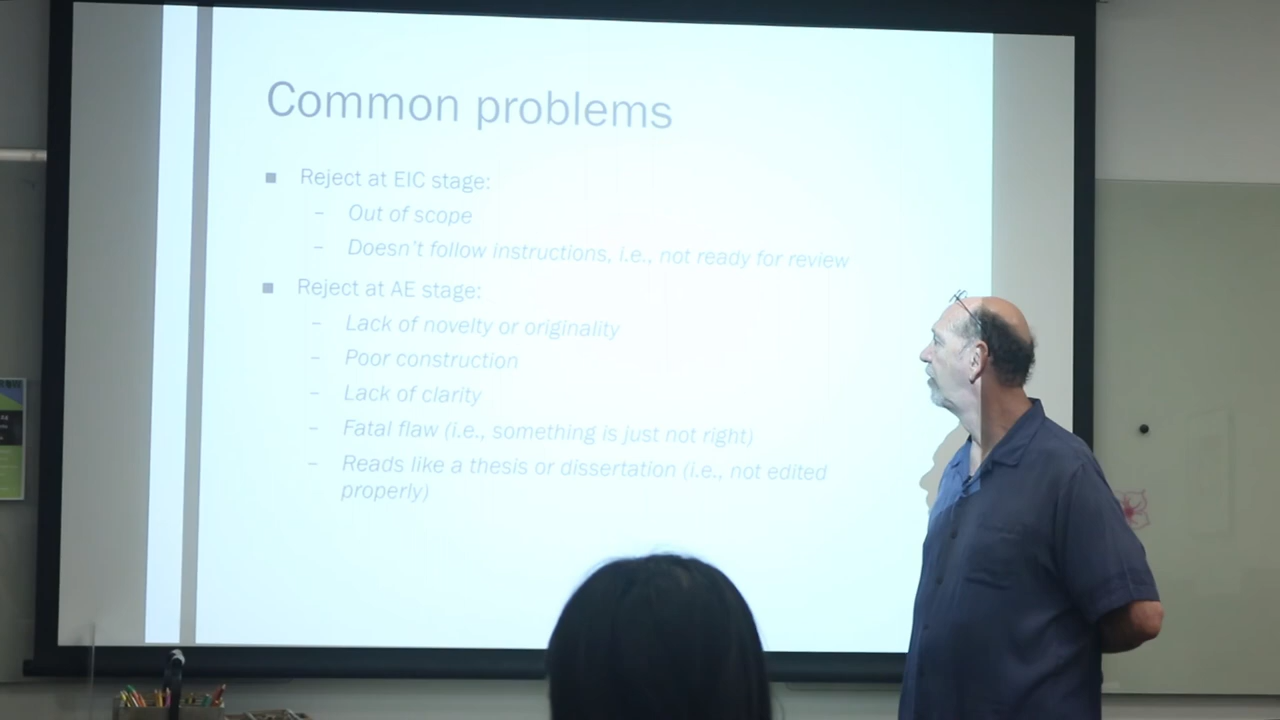 Common problems
■ Reject at EIC stage:
– Out of scope
– Doesn't follow instructions, i.e., not ready for review
■ Reject at AE stage:
– Lack of novelty or originality
– Poor construction
– Lack of clarity
– Fatal flaw (i.e., something is just not right)
– Reads like a thesis or dissertation (i.e., not edited
properly)